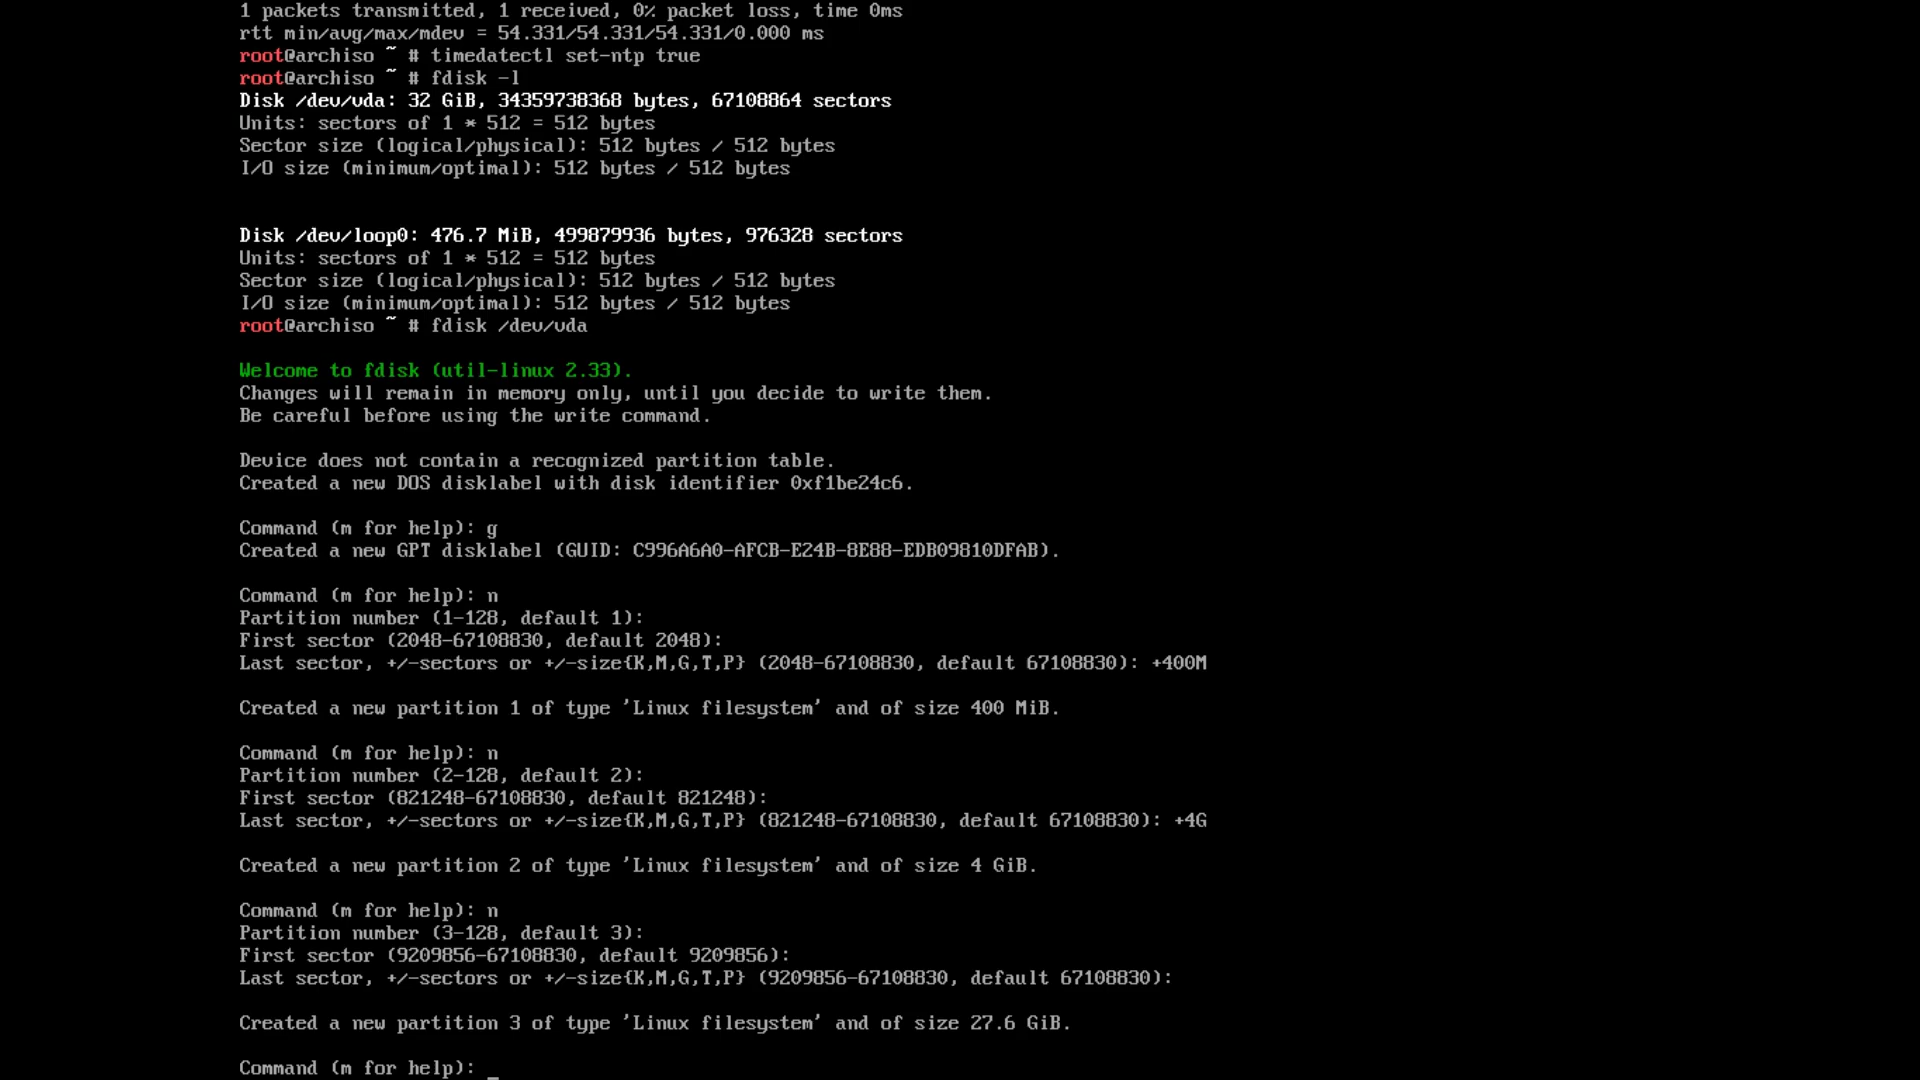 1 packets transmitted, 1 received, 0% packet loss, time 0ms
rtt min/avg/max/mdev = 54.331/54.331/54.331/0.000 ms
root@archiso ~ # timedatectl set-ntp true
root@archiso ~ # fdisk -l
Disk /dev/vda: 32 GiB, 34359738368 bytes, 67108864 sectors
Units: sectors of 1 * 512 = 512 bytes
Sector size (logical/physical): 512 bytes / 512 bytes
I/O size (minimum/optimal): 512 bytes / 512 bytes
Disk /dev/loop0: 476.7 MiB, 499879936 bytes, 976328 sectors
Units: sectors of 1 * 512 = 512 bytes
Sector size (logical/physical): 512 bytes / 512 bytes
I/O size (minimum/optimal): 512 bytes / 512 bytes
root@archiso ~ # fdisk /dev/vda
Welcome to fdisk (util-linux 2.33).
Changes will remain in memory only, until you decide to write them.
Be careful before using the write command.
Device does not contain a recognized partition table.
Created a new DOS disklabel with disk identifier 0xf1be24c6.
Command (m for help): g
Created a new GPT disklabel (GUID: C996A6A0-AFCB-E24B-8E88-EDB09810DFAB).
Command (m for help): n
Partition number (1-128, default 1):
First sector (2048-67108830, default 2048):
Last sector, +/-sectors or +/-size{K,M,G,T,P} (2048-67108830, default 67108830): +400M
Created a new partition 1 of type 'Linux filesystem' and of size 400 MiB.
Command (m for help): n
Partition number (2-128, default 2):
First sector (821248-67108830, default 821248):
Last sector, +/-sectors or +/-size{K,M,G,T,P} (821248-67108830, default 67108830): +4G
Created a new partition 2 of type 'Linux filesystem' and of size 4 GiB.
Command (m for help): n
Partition number (3-128, default 3):
First sector (9209856-67108830, default 9209856):
Last sector, +/-sectors or +/-size{K,M,G,T,P} (9209856-67108830, default 67108830):
Created a new partition 3 of type 'Linux filesystem' and of size 27.6 GiB.
Command (m for help): _